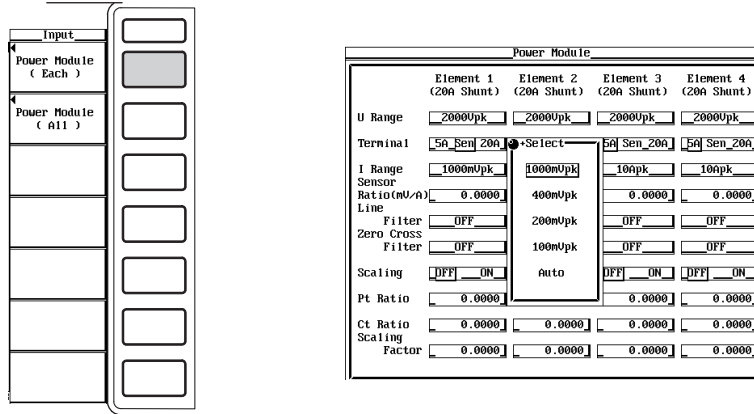 Input
Power Module
( Each )
Power Module
( All )
Power Module
Element 1 Element 2 Element 3 Element 4
(20A Shunt) (20A Shunt) (20A Shunt) (20A Shunt)
U Range 2000Vpk 2000Vpk 2000Vpk 2000Vpk
Terminal 5A Sen 20A +Select 5A Sen 20A 5A Sen 20A
I Range 1000mVpk 1000mVpk 10Apk 10Apk
Sensor
Ratio(mV/A) 0.0000 400mVpk 0.0000 0.0000
Line
Filter OFF 200mVpk OFF OFF
Zero Cross
Filter OFF 100mVpk OFF OFF
Scaling OFF ON Auto OFF ON OFF ON
Pt Ratio 0.0000 0.0000 0.0000
Ct Ratio 0.0000 0.0000 0.0000 0.0000
Scaling
Factor 0.0000 0.0000 0.0000 0.0000